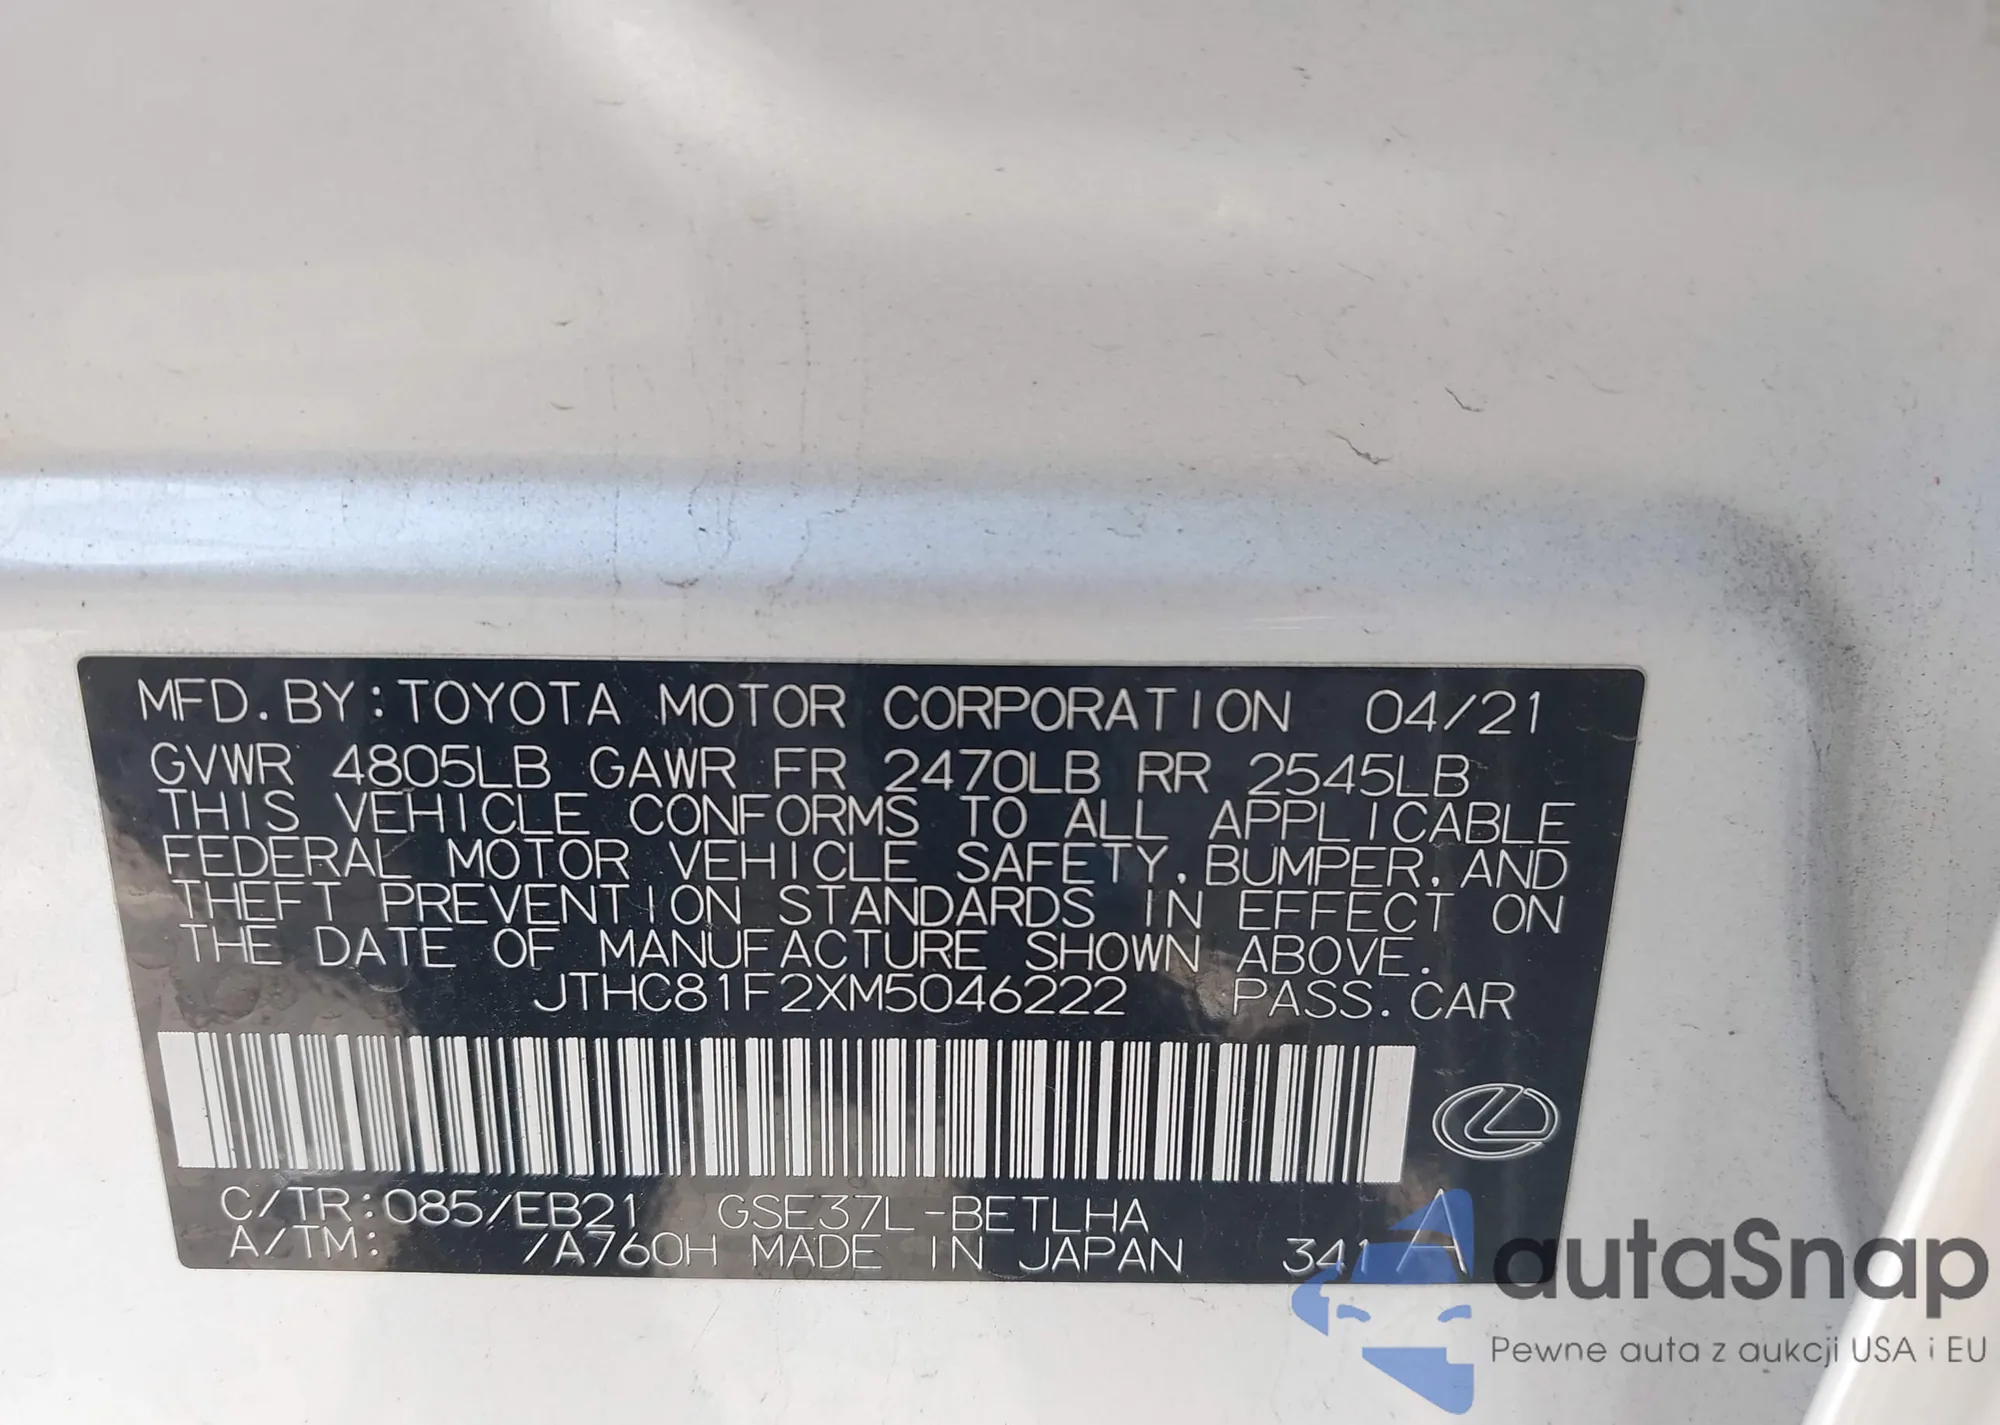 MFD. BY: TOYOTA MOTOR CORPORATION 04/21
GVWR 4805LB GAWR FR 2470LB RR 2545LB
THIS VEHICLE CONFORMS TO ALL APPLICABLE
FEDERAL MOTOR VEHICLE SAFETY, BUMPER, AND
THEFT PREVENTION STANDARDS IN EFFECT ON
THE DATE OF MANUFACTURE SHOWN ABOVE.
JTHC81F2XM5046222 PASS. CAR
C/TR: 085/EB21 GSE37L-BETLHA
A/TM: /A760H MADE IN JAPAN 341 A
autaSnap
Pewne auta z aukcji USA i EU